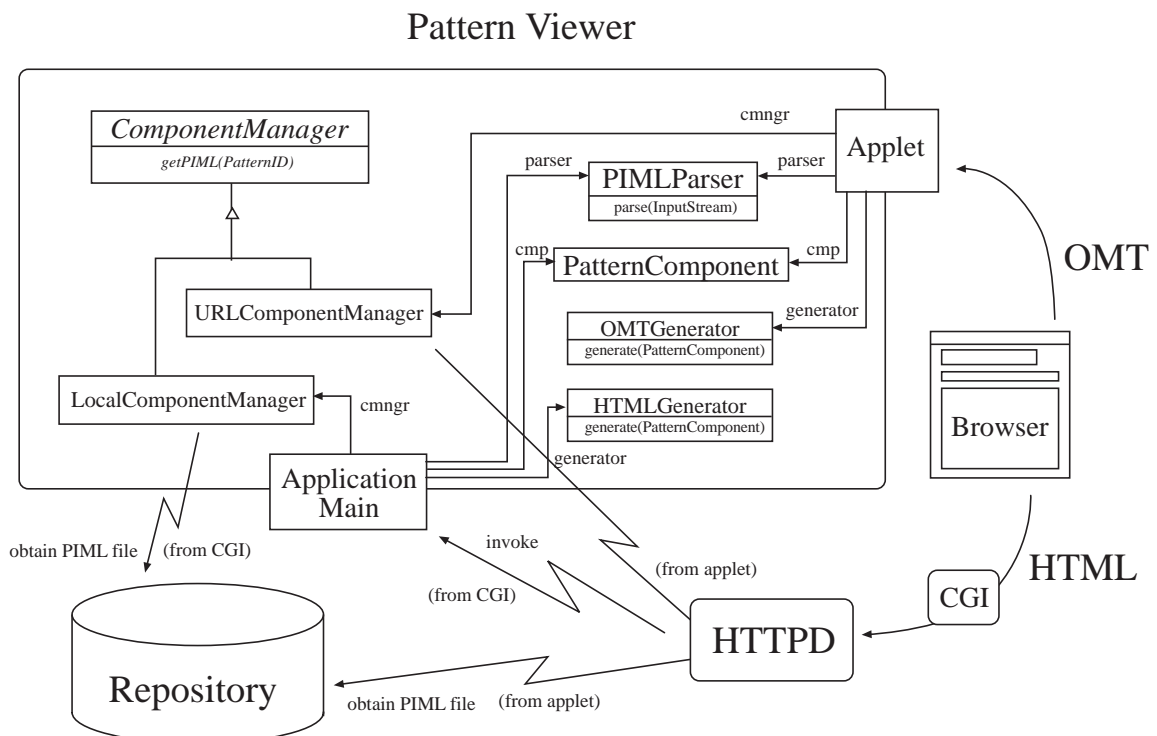 Pattern Viewer
ComponentManager
getPIML(PatternID)
cmngr
Applet
parser
parser
PIMLParser
parse(InputStream)
cmp
cmp
PatternComponent
OMT
URLComponentManager
generator
OMTGenerator
generate(PatternComponent)
LocalComponentManager
cmngr
HTMLGenerator
generate(PatternComponent)
Browser
generator
Application
Main
obtain PIML file
(from CGI)
invoke
(from applet)
(from CGI)
HTML
CGI
HTTPD
Repository
obtain PIML file
(from applet)